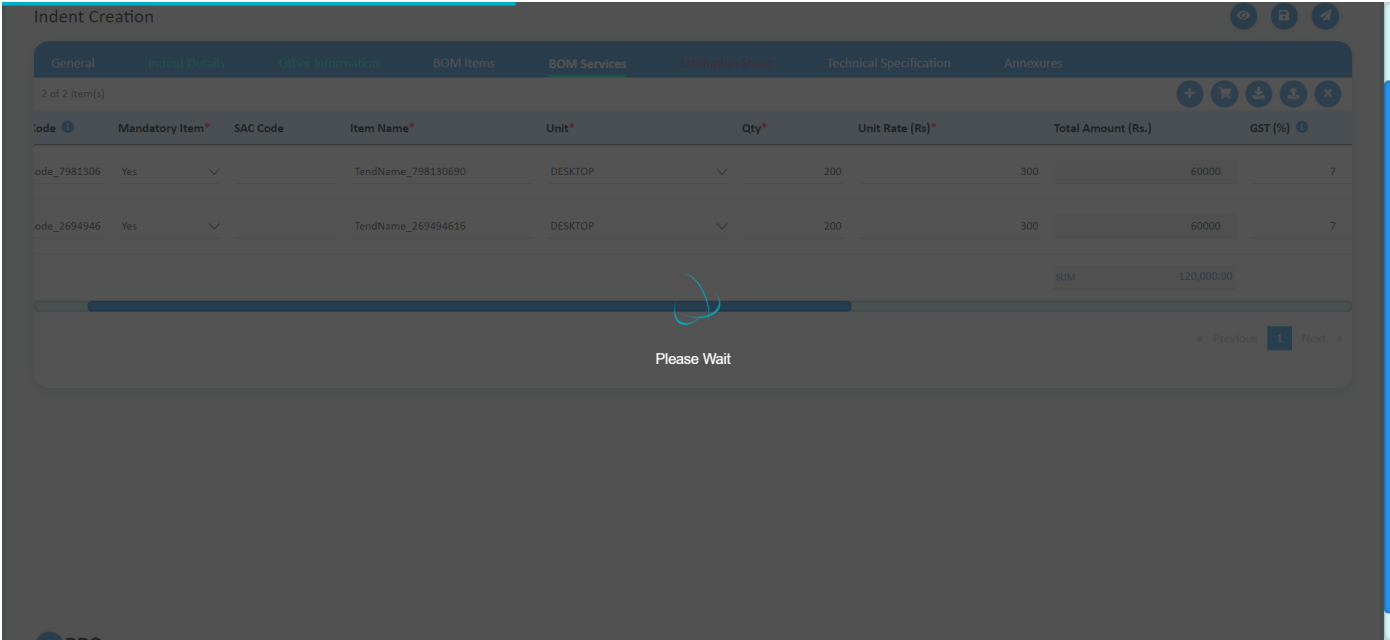 Indent Creation
General Indent Details Other Information BOM Items BOM Services Technical Specification Annexures
2 of 2 Item(s)
Code Mandatory Item* SAC Code Item Name* Unit* Qty* Unit Rate (Rs)* Total Amount (Rs.) GST (%)
ode_7981306 Yes TendName_798130690 DESKTOP 200 300 60000 7
ode_2694946 Yes TendName_269494616 DESKTOP 200 300 60000 7
SUM 120,000.00
« Previous 1 Next »
Please Wait